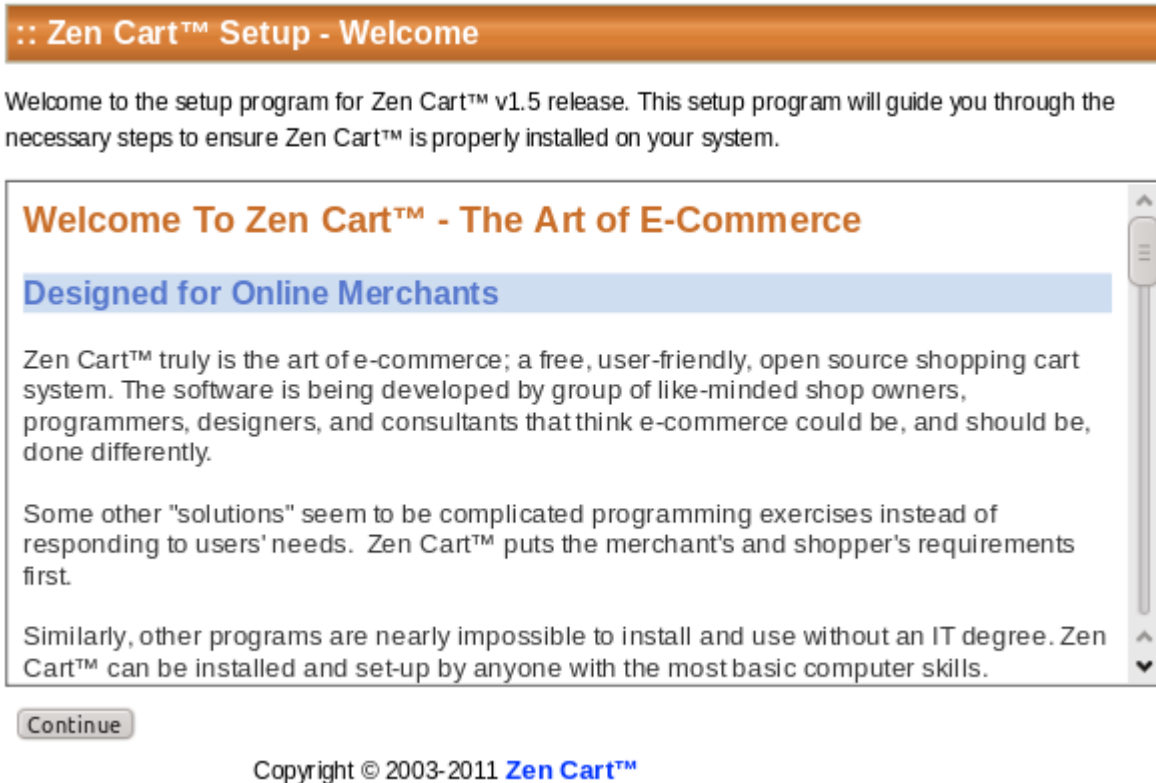 :: Zen Cart™ Setup - Welcome
Welcome to the setup program for Zen Cart™ v1.5 release. This setup program will guide you through the
necessary steps to ensure Zen Cart™ is properly installed on your system.
Welcome To Zen Cart™ - The Art of E-Commerce
Designed for Online Merchants
Zen Cart™ truly is the art of e-commerce; a free, user-friendly, open source shopping cart
system. The software is being developed by group of like-minded shop owners,
programmers, designers, and consultants that think e-commerce could be, and should be,
done differently.
Some other "solutions" seem to be complicated programming exercises instead of
responding to users' needs.  Zen Cart™ puts the merchant's and shopper's requirements
first.
Similarly, other programs are nearly impossible to install and use without an IT degree. Zen
Cart™ can be installed and set-up by anyone with the most basic computer skills.
Continue
Copyright © 2003-2011 Zen Cart™